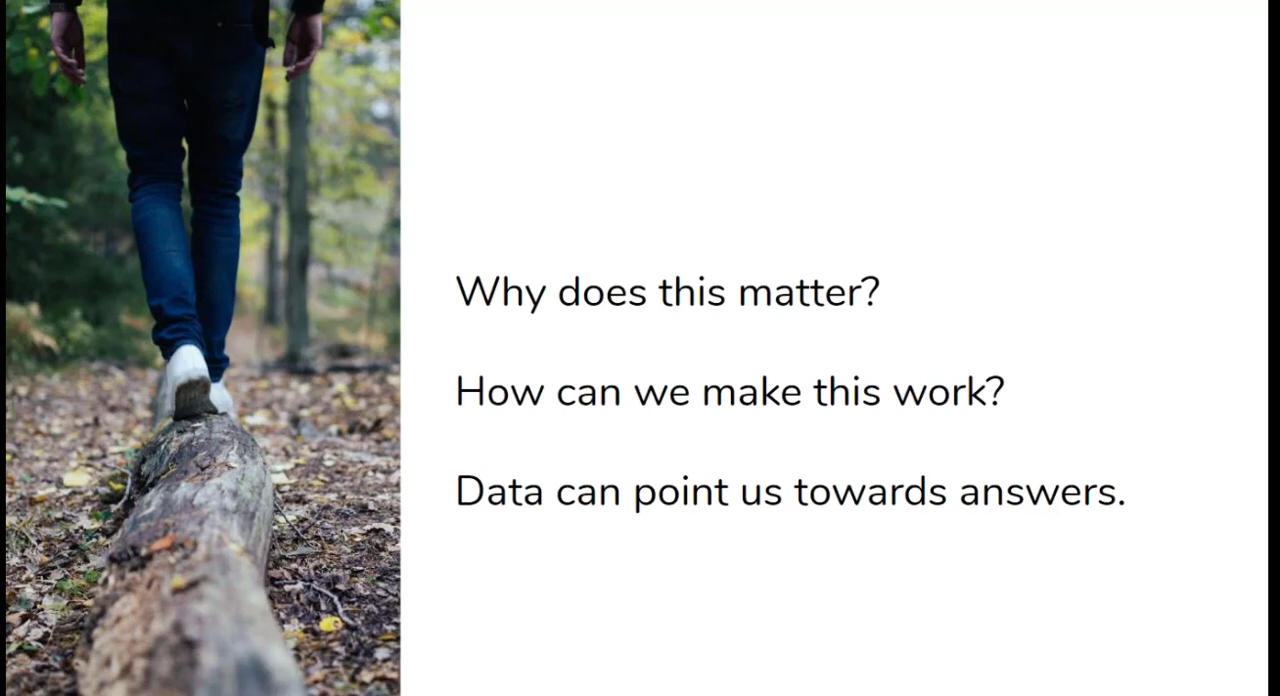 Why does this matter?
How can we make this work?
Data can point us towards answers.